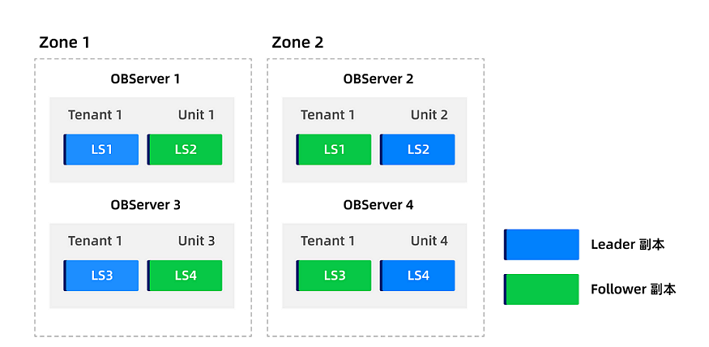 Zone 1
Zone 2
OBServer 1
Tenant 1 Unit 1
LS1 LS2
OBServer 3
Tenant 1 Unit 3
LS3 LS4
OBServer 2
Tenant 1 Unit 2
LS1 LS2
OBServer 4
Tenant 1 Unit 4
LS3 LS4
Leader 副本
Follower 副本